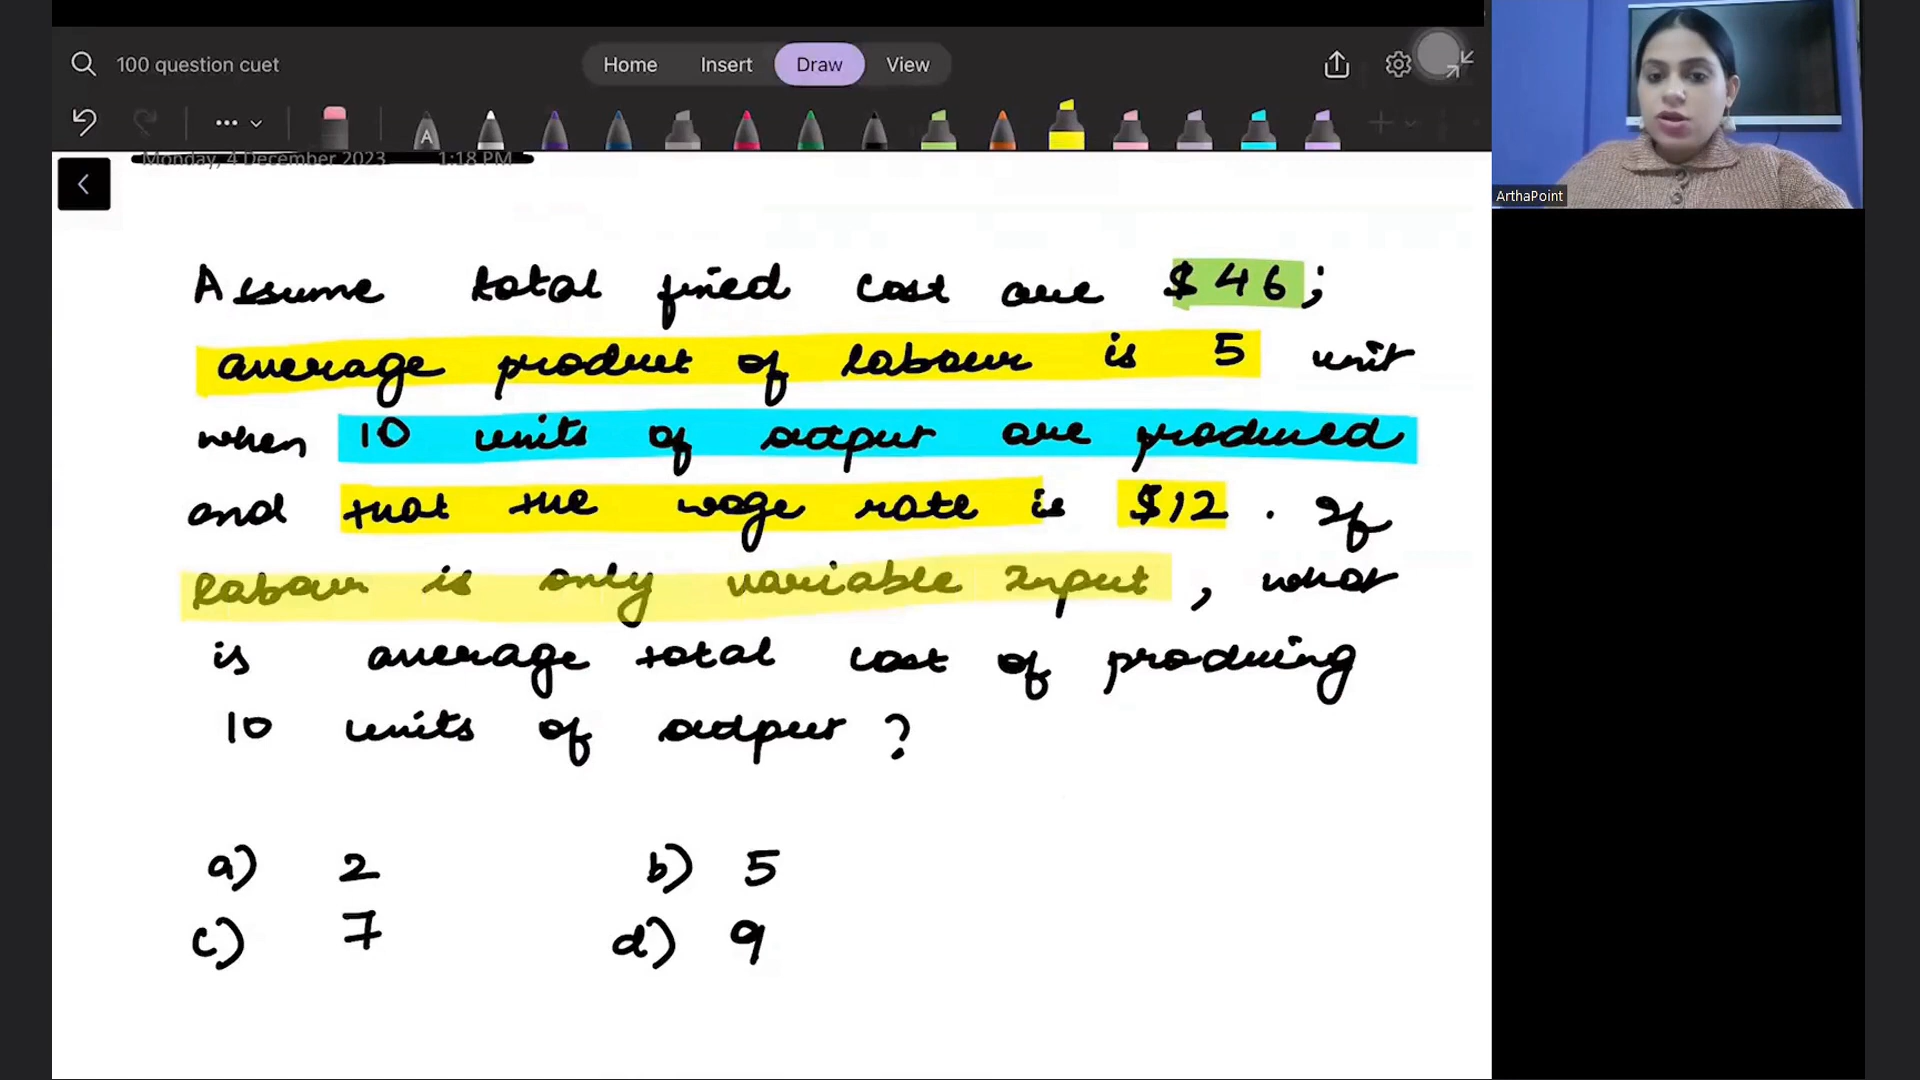 100 question cuet
Home Insert Draw View
A
Monday, 4 December 2023 1:18 PM
ArthaPoint
Assume total fixed cost are $46;
average product of labour is 5 unit
when 10 units of output are produced
and that the wage rate is $12. If
labour is only variable Input, what
is average total cost of producing
10 units of output?
a) 2 b) 5
c) 7 d) 9